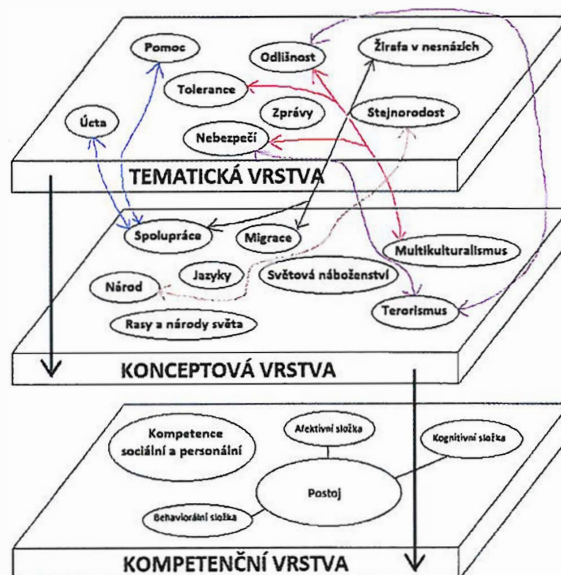 Pomoc
Odlišnost
Žirafa v nesnázích
Tolerance
Zprávy
Stejnorodost
Úcta
Nebezpečí
TEMATICKÁ VRSTVA
Spolupráce
Migrace
Multikulturalismus
Jazyky
Světová náboženství
Národ
Terorismus
Rasy a národy světa
KONCEPTOVÁ VRSTVA
Kompetence
sociální a personální
Afektivní složka
Kognitivní složka
Postoj
Behaviorální složka
KOMPETENČNÍ VRSTVA